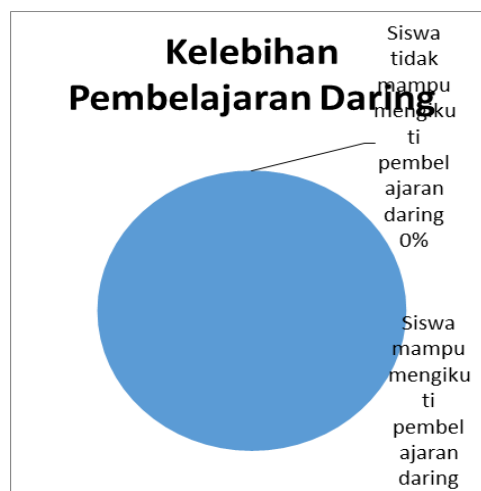 Kelebihan
Pembelajaran Daring
Siswa
tidak
mampu
mengiku
ti
pembel
ajaran
daring
0%
Siswa
mampu
mengiku
ti
pembel
ajaran
daring